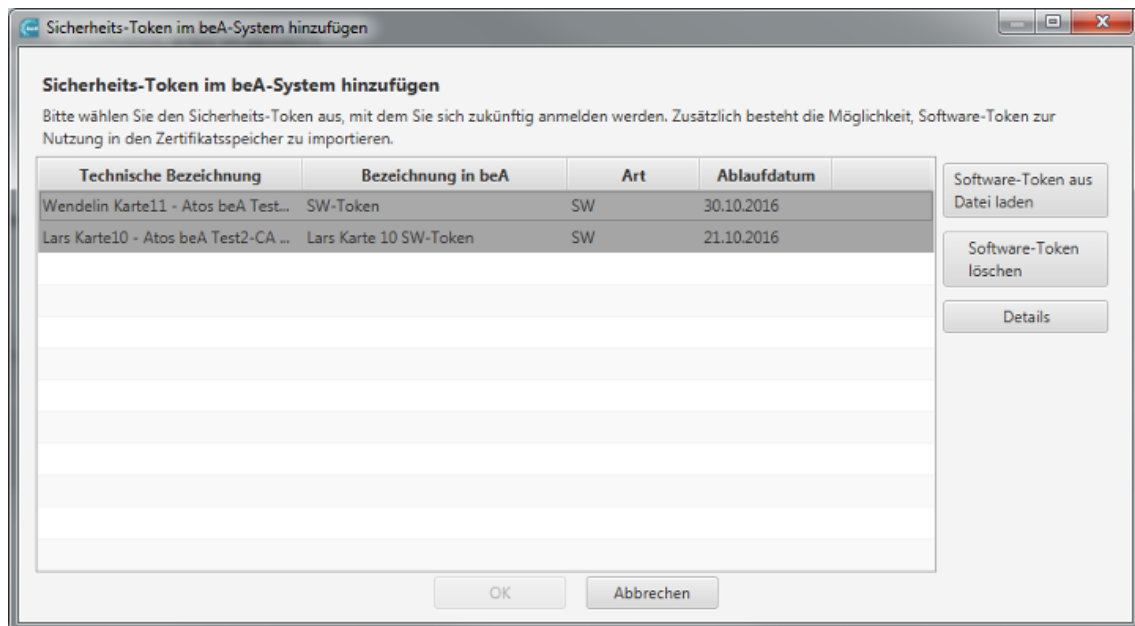 Sicherheits-Token im beA-System hinzufügen
Sicherheits-Token im beA-System hinzufügen
Bitte wählen Sie den Sicherheits-Token aus, mit dem Sie sich zukünftig anmelden werden. Zusätzlich besteht die Möglichkeit, Software-Token zur
Nutzung in den Zertifikatsspeicher zu importieren.
Technische Bezeichnung Bezeichnung in beA Art Ablaufdatum
Wendelin Karte11 - Atos beA Test... SW-Token SW 30.10.2016
Lars Karte10 - Atos beA Test2-CA ... Lars Karte 10 SW-Token SW 21.10.2016
Software-Token aus
Datei laden
Software-Token
löschen
Details
OK Abbrechen